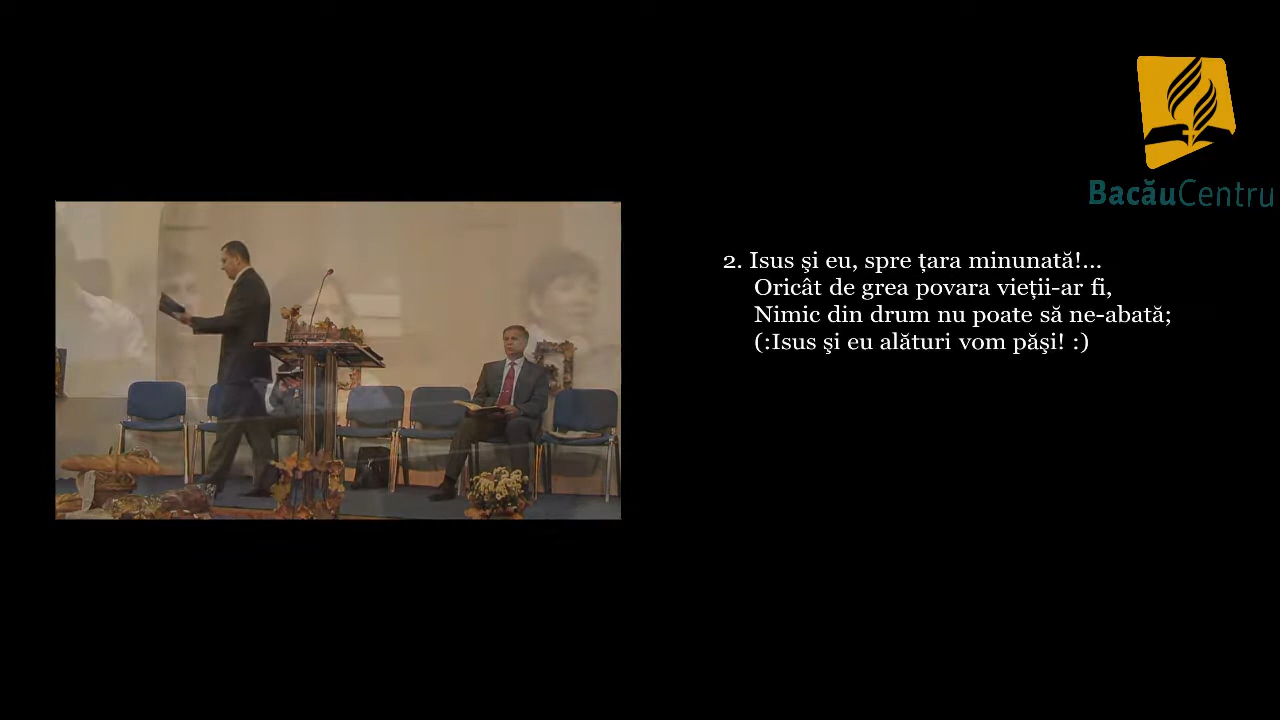 BacăuCentru
2. Isus şi eu, spre țara minunată!...
Oricât de grea povara vieții-ar fi,
Nimic din drum nu poate să ne-abată;
(:Isus şi eu alături vom păşi! :)